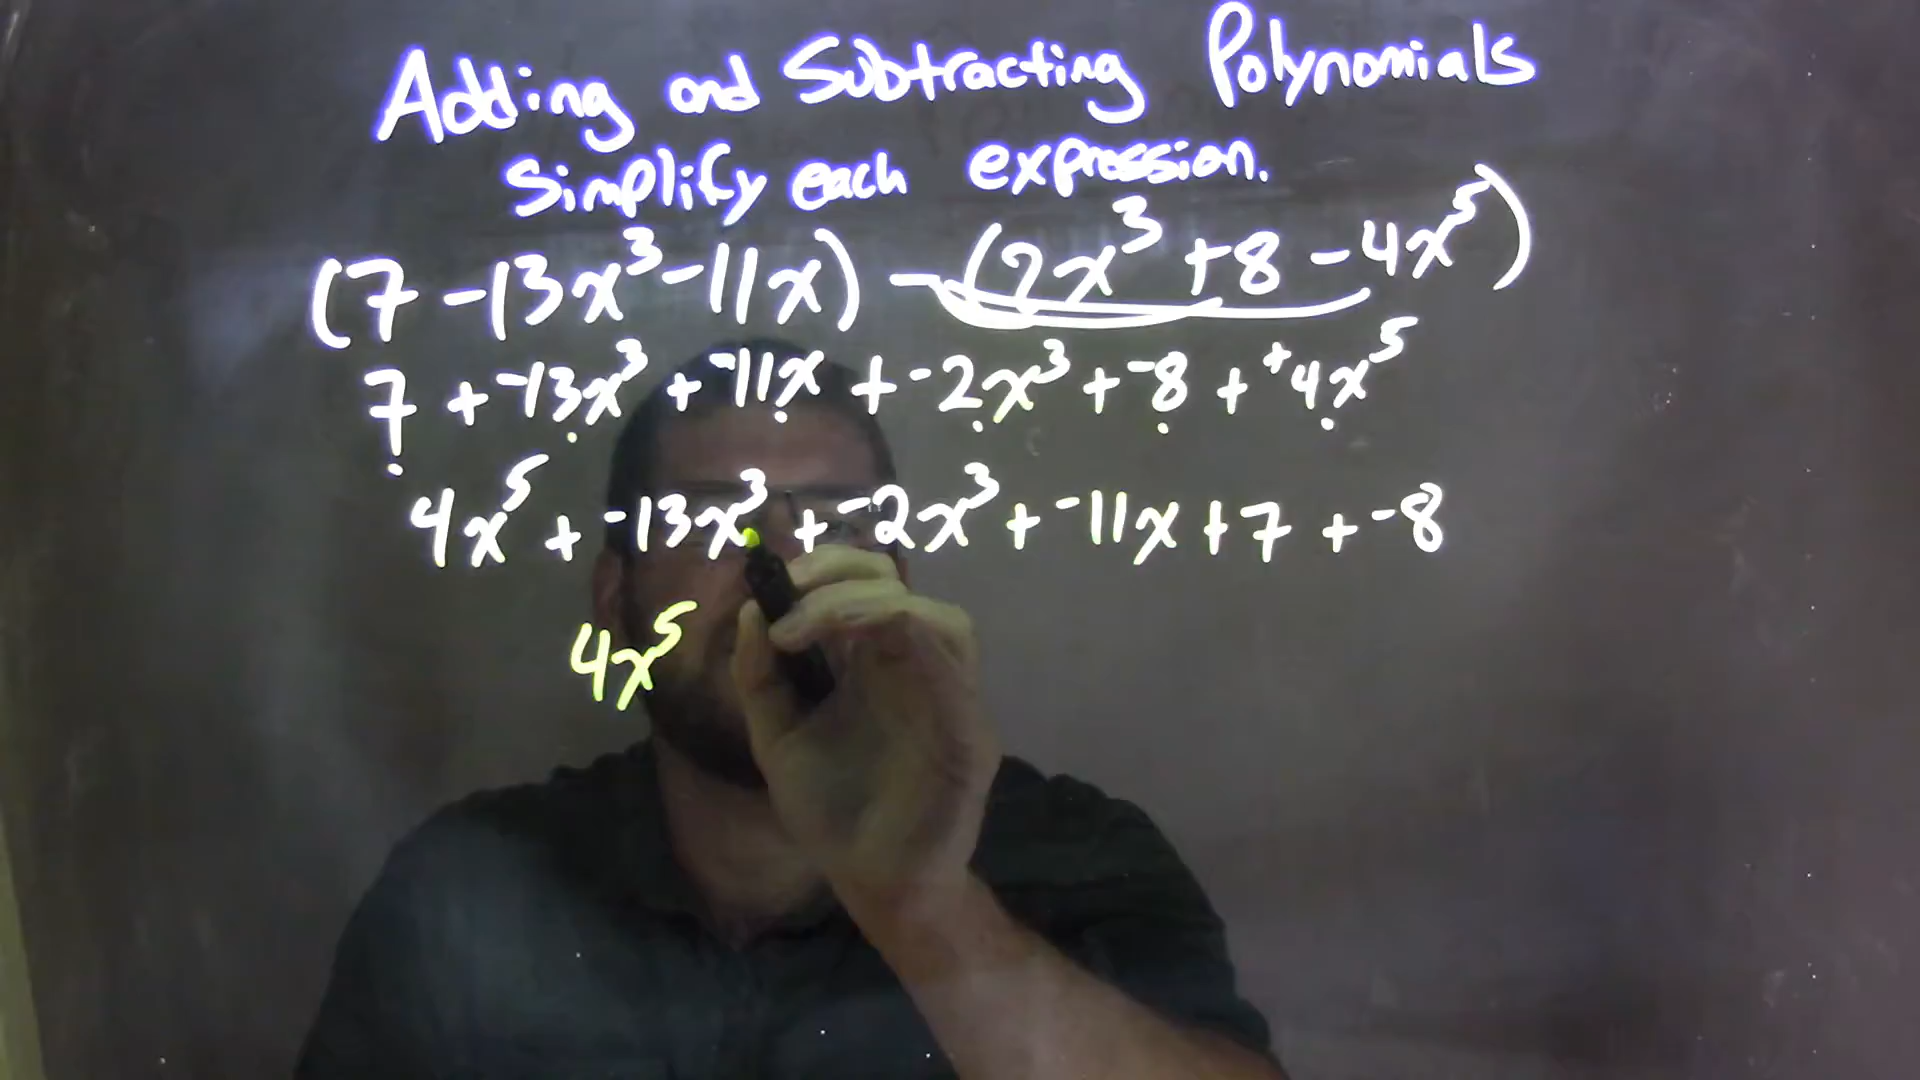 Adding and Subtracting Polynomials
Simplify each expression.
(7 -13x³ -11x) - (2x³ +8 -4x⁵)
7 + ⁻13x³ + ⁻11x + ⁻2x³ + ⁻8 + ⁺4x⁵
4x⁵ + ⁻13x³ + ⁻2x³ + ⁻11x + 7 + ⁻8
4x⁵